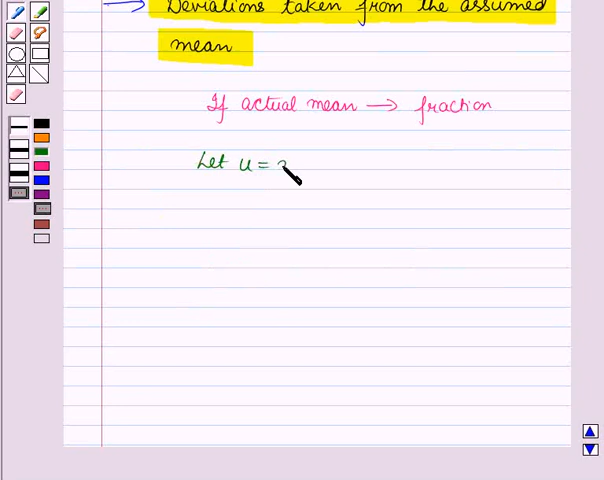 → Deviations taken from the assumed
mean
If actual mean → fraction
Let u =